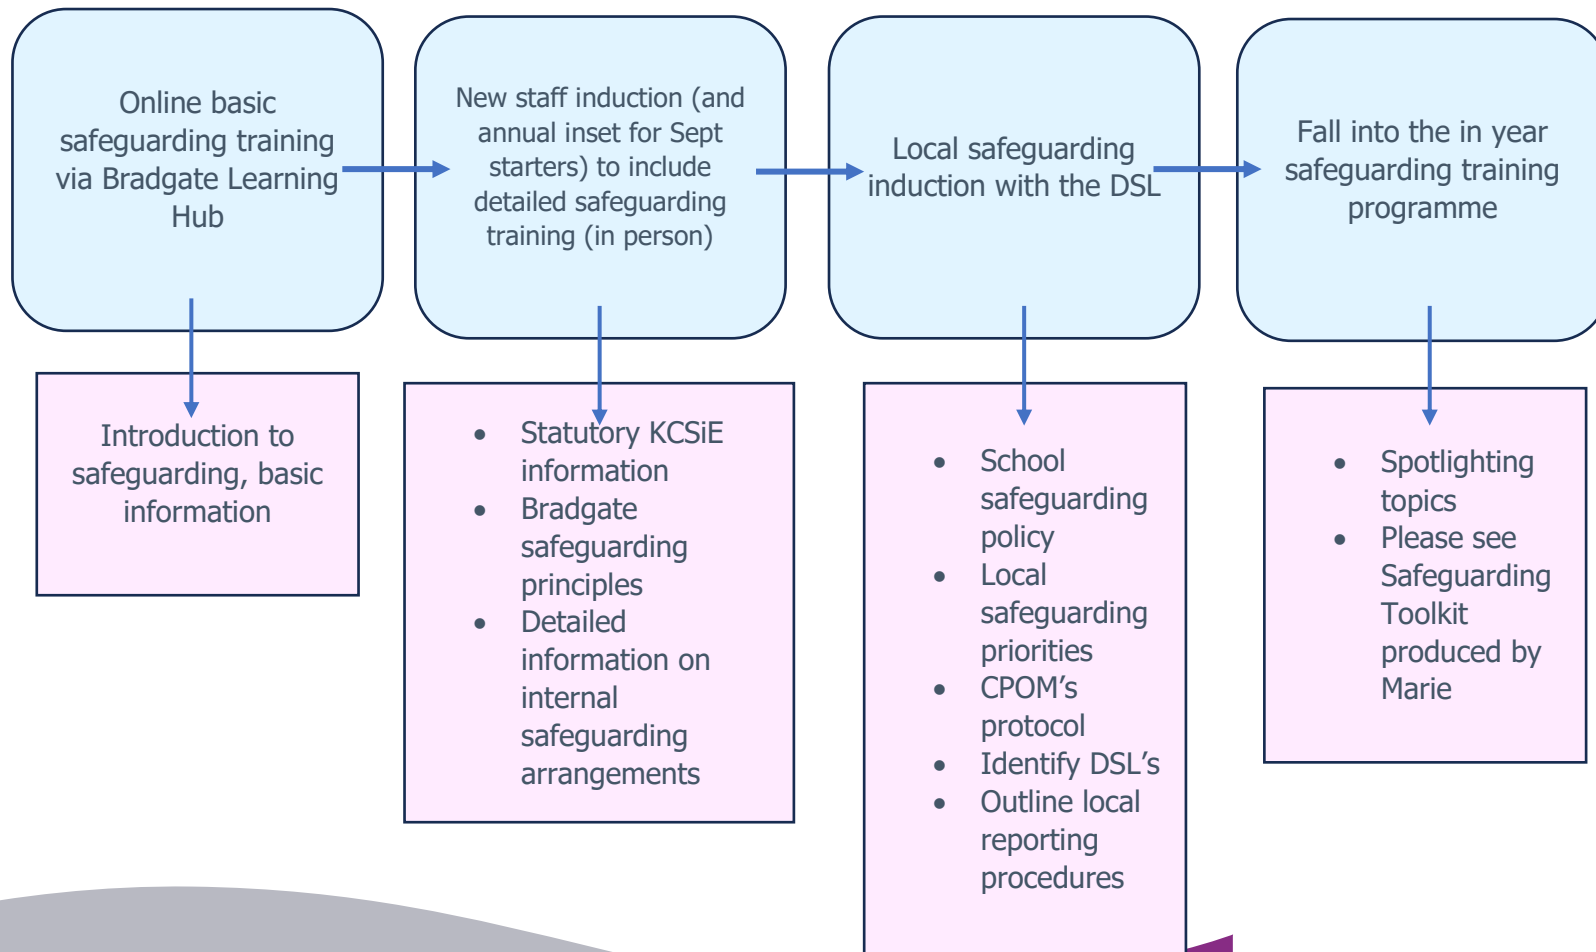 Online basic
safeguarding training
via Bradgate Learning
Hub
New staff induction (and
annual inset for Sept
starters) to include
detailed safeguarding
training (in person)
Local safeguarding
induction with the DSL
Fall into the in year
safeguarding training
programme
Introduction to
safeguarding, basic
information
• Statutory KCSiE
information
• Bradgate
safeguarding
principles
• Detailed
information on
internal
safeguarding
arrangements
• School
safeguarding
policy
• Local
safeguarding
priorities
• CPOM’s
protocol
• Identify DSL’s
• Outline local
reporting
procedures
• Spotlighting
topics
• Please see
Safeguarding
Toolkit
produced by
Marie